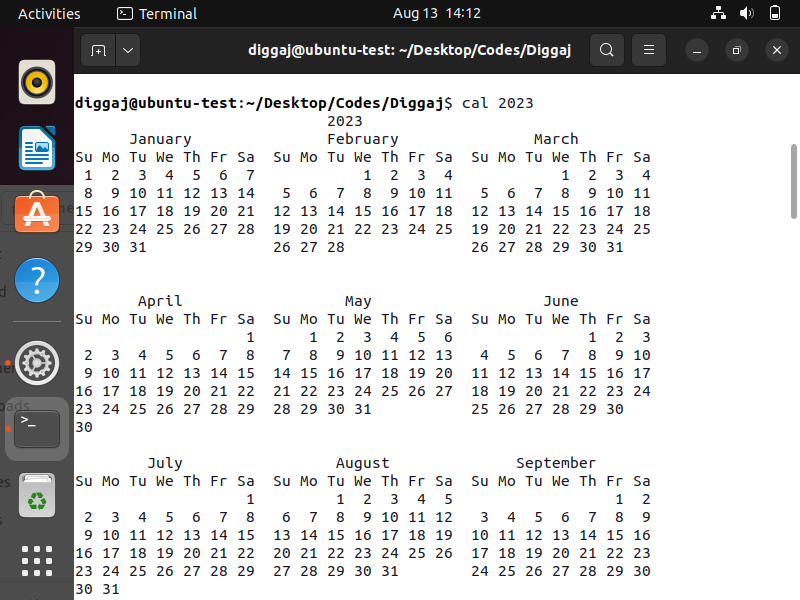 Activities Terminal Aug 13 14:12
diggaj@ubuntu-test: ~/Desktop/Codes/Diggaj
diggaj@ubuntu-test:~/Desktop/Codes/Diggaj$ cal 2023
                            2023
      January               February               March
Su Mo Tu We Th Fr Sa  Su Mo Tu We Th Fr Sa  Su Mo Tu We Th Fr Sa
 1  2  3  4  5  6  7            1  2  3  4            1  2  3  4
 8  9 10 11 12 13 14   5  6  7  8  9 10 11   5  6  7  8  9 10 11
15 16 17 18 19 20 21  12 13 14 15 16 17 18  12 13 14 15 16 17 18
22 23 24 25 26 27 28  19 20 21 22 23 24 25  19 20 21 22 23 24 25
29 30 31              26 27 28              26 27 28 29 30 31
       April                  May                   June
Su Mo Tu We Th Fr Sa  Su Mo Tu We Th Fr Sa  Su Mo Tu We Th Fr Sa
                   1      1  2  3  4  5  6               1  2  3
 2  3  4  5  6  7  8   7  8  9 10 11 12 13   4  5  6  7  8  9 10
 9 10 11 12 13 14 15  14 15 16 17 18 19 20  11 12 13 14 15 16 17
16 17 18 19 20 21 22  21 22 23 24 25 26 27  18 19 20 21 22 23 24
23 24 25 26 27 28 29  28 29 30 31           25 26 27 28 29 30
30
        July                 August              September
Su Mo Tu We Th Fr Sa  Su Mo Tu We Th Fr Sa  Su Mo Tu We Th Fr Sa
                   1         1  2  3  4  5                  1  2
 2  3  4  5  6  7  8   6  7  8  9 10 11 12   3  4  5  6  7  8  9
 9 10 11 12 13 14 15  13 14 15 16 17 18 19  10 11 12 13 14 15 16
16 17 18 19 20 21 22  20 21 22 23 24 25 26  17 18 19 20 21 22 23
23 24 25 26 27 28 29  27 28 29 30 31        24 25 26 27 28 29 30
30 31